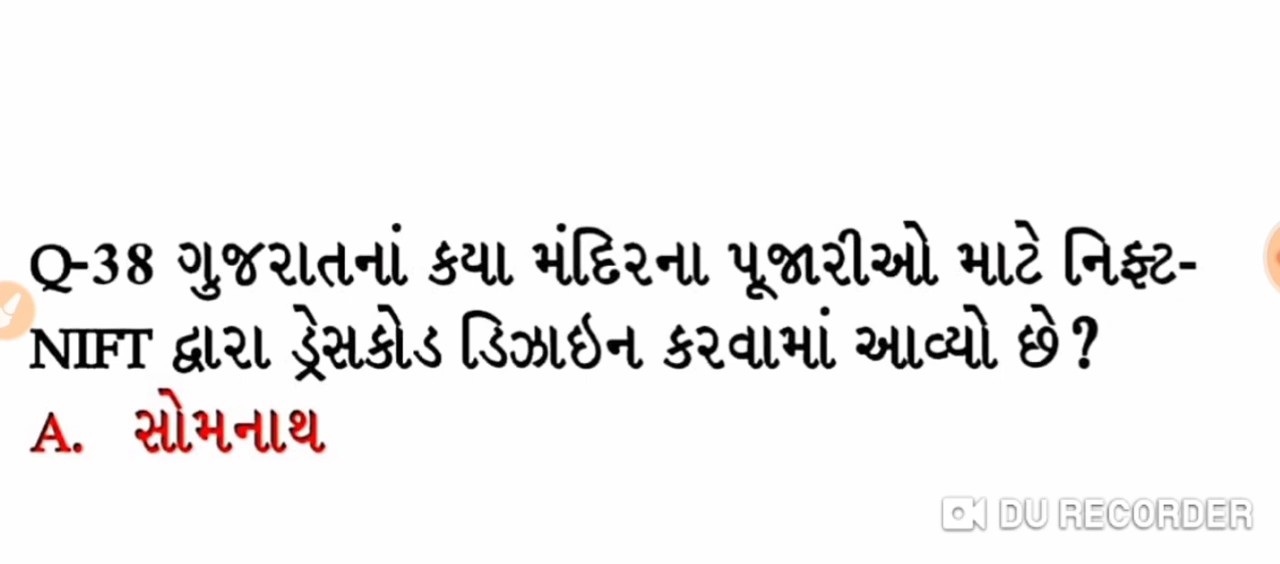 Q-38 ગુજરાતનાં કયા મંદિરના પૂજારીઓ માટે નિફ્ટ-
NIFT દ્વારા ડ્રેસકોડ ડિઝાઇન કરવામાં આવ્યો છે?
A. સોમનાથ
DU RECORDER